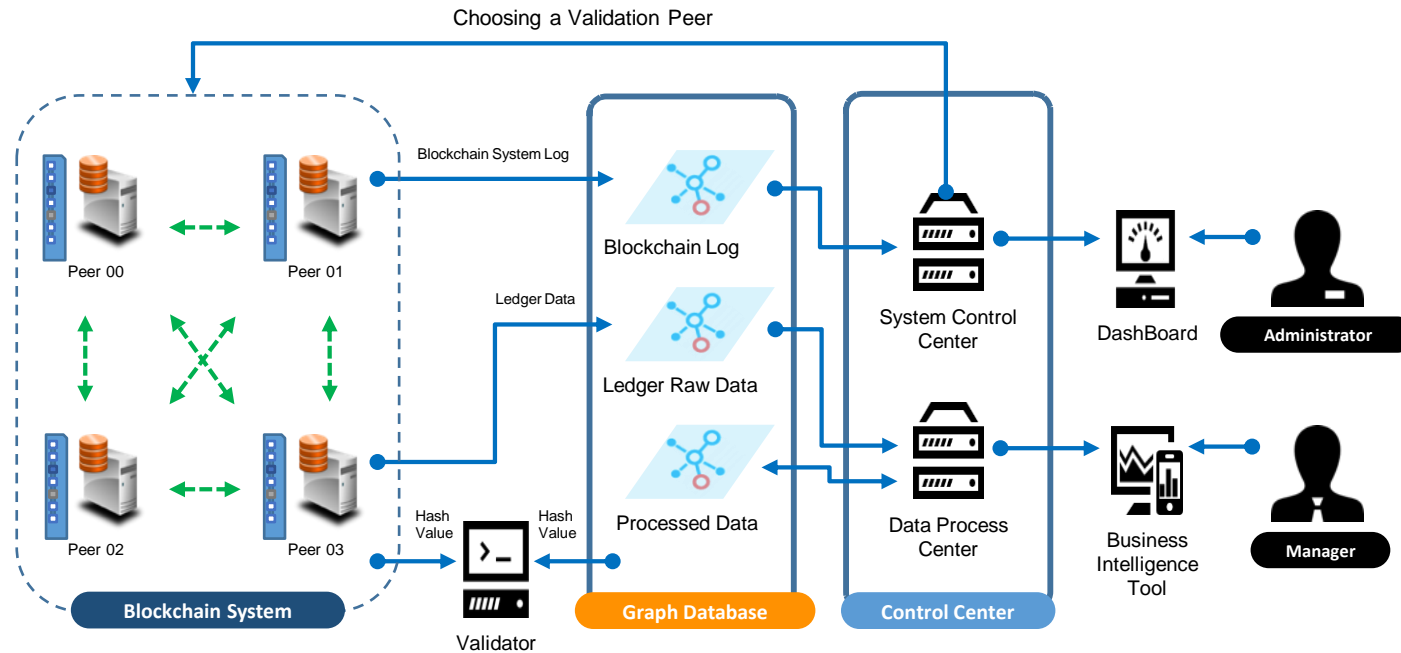 Choosing a Validation Peer
Blockchain System Log
Peer 00
Peer 01
Blockchain Log
Ledger Data
System Control
Center
DashBoard
Administrator
Ledger Raw Data
Peer 02
Peer 03
Hash
Value
Hash
Value
>_
Processed Data
Data Process
Center
Business
Intelligence
Tool
Manager
Blockchain System
Validator
Graph Database
Control Center